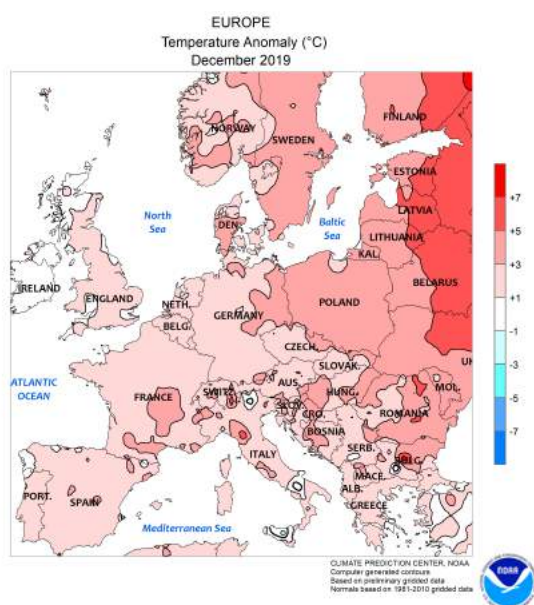 EUROPE
Temperature Anomaly (°C)
December 2019
FINLAND
NORWAY
SWEDEN
ESTONIA
North
Sea
Baltic
Sea
LATVIA
DEN.
LITHUANIA
KAL.
IRELAND
ENGLAND
NETH.
BELG.
GERMANY
POLAND
BELARUS
CZECH.
SLOVAK.
UK
ATLANTIC
OCEAN
FRANCE
SWITZ.
AUS.
HUNG.
MOL.
SLOV.
CRO.
ROMANIA
BOSNIA
SERB.
ITALY
BULG.
PORT.
SPAIN
MACE.
ALB.
GREECE
Mediterranean Sea
+7
+5
+3
+1
-1
-3
-5
-7
CLIMATE PREDICTION CENTER, NOAA
Computer generated contours
Based on preliminary gridded data
Normals based on 1981-2010 gridded data
NOAA